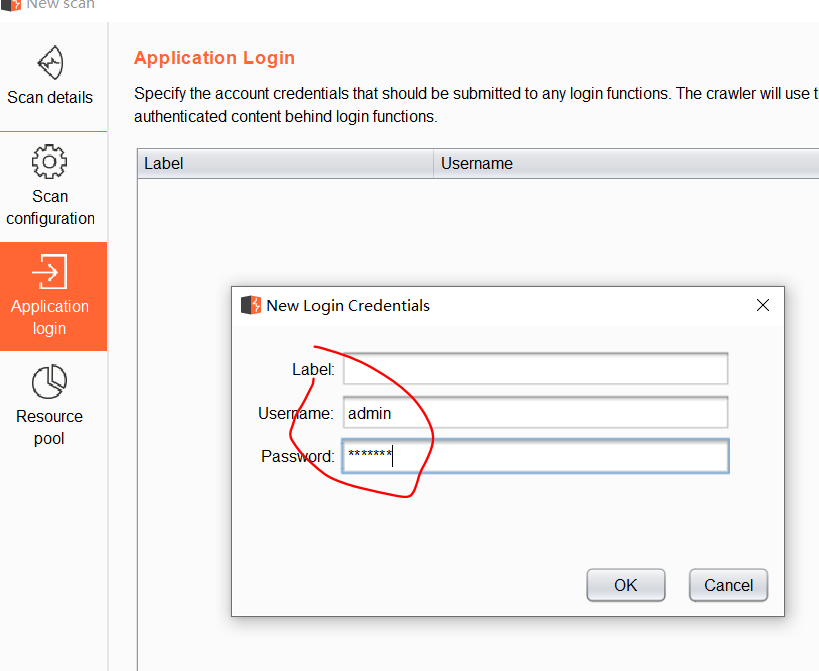 New scan
Scan details
Scan
configuration
Application
login
Resource
pool
Application Login
Specify the account credentials that should be submitted to any login functions. The crawler will use t
authenticated content behind login functions.
Label Username
New Login Credentials
Label:
Username: admin
Password: *******
OK Cancel